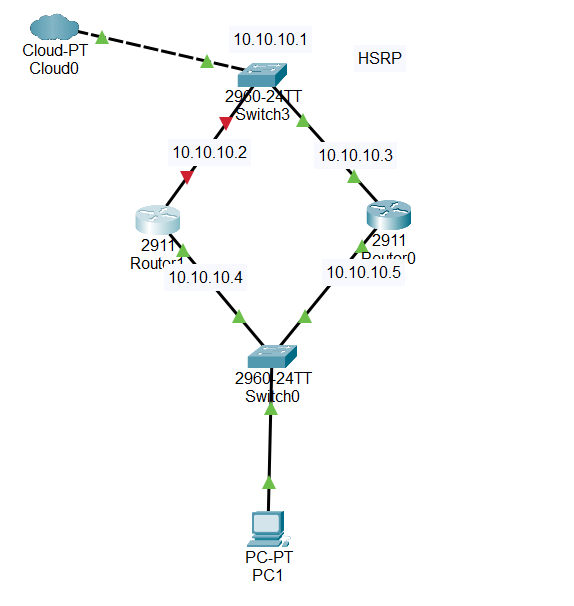 10.10.10.1
HSRP
Cloud-PT
Cloud0
2960-24TT
Switch3
10.10.10.2
10.10.10.3
2911
Router1
2911
Router0
10.10.10.4
10.10.10.5
2960-24TT
Switch0
PC-PT
PC1